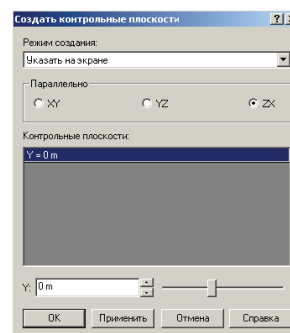 Создать контрольные плоскости
Режим создания:
Указать на экране
Параллельно
XY YZ ZX
Контрольные плоскости:
Y = 0 m
Y: 0 m
OK Применить Отмена Справка